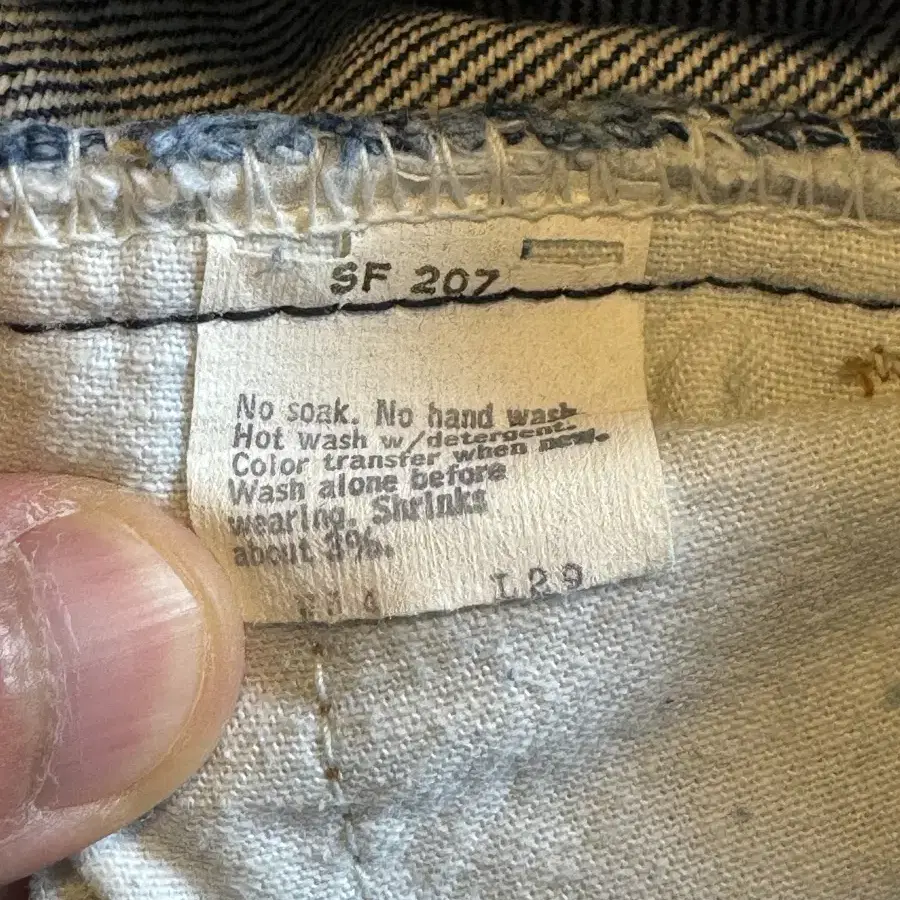 SF 207
No soak. No hand wash
Hot wash w/detergent.
Color transfer when new.
Wash alone before
wearing. Shrinks
about 3%.
L29